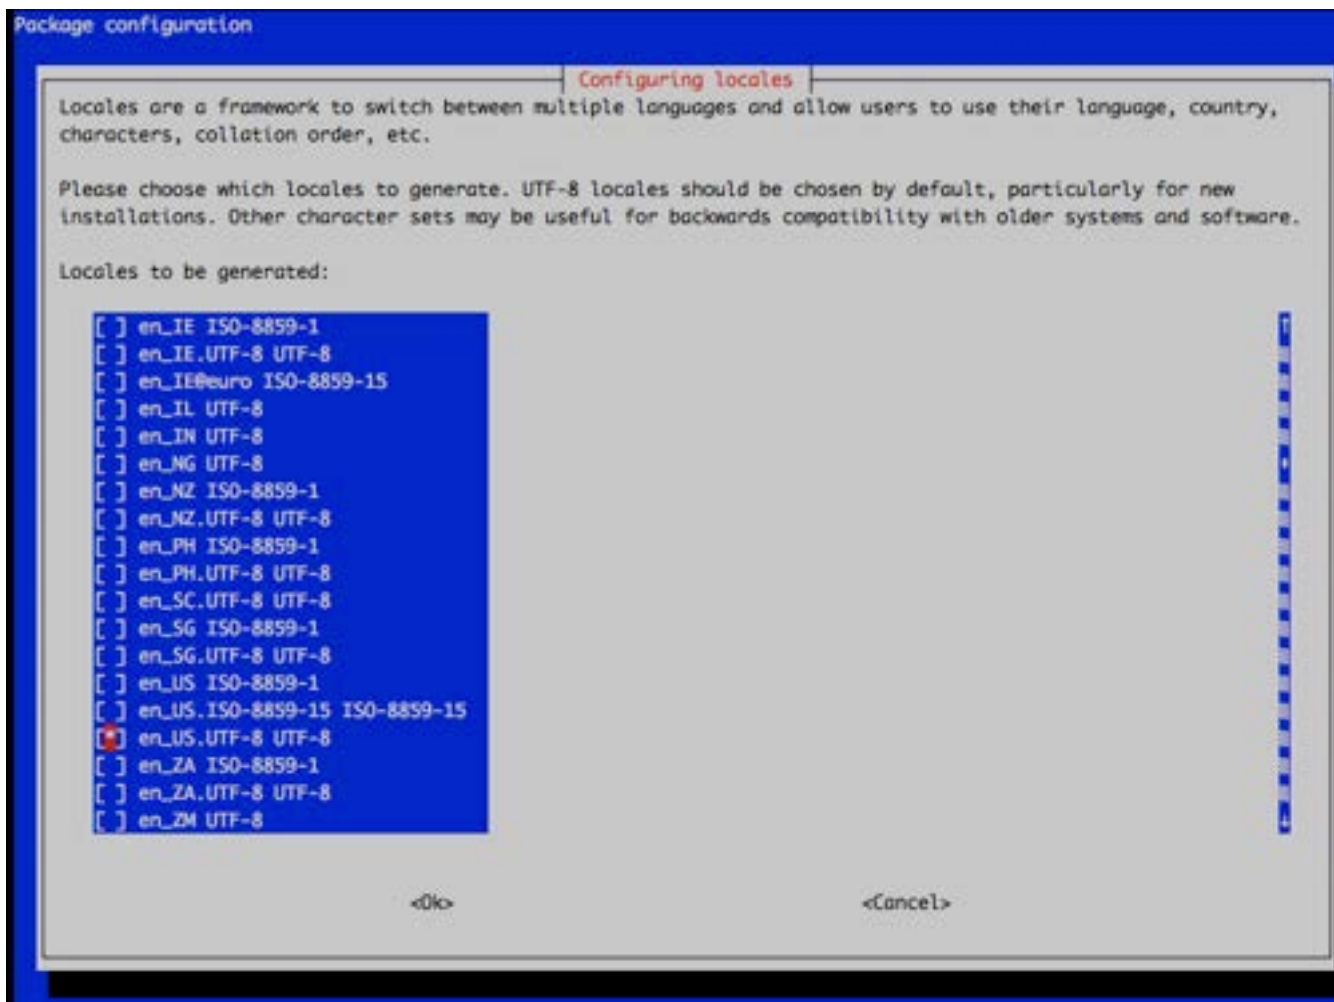 Package configuration
Configuring locales
Locales are a framework to switch between multiple languages and allow users to use their language, country,
characters, collation order, etc.
Please choose which locales to generate. UTF-8 locales should be chosen by default, particularly for new
installations. Other character sets may be useful for backwards compatibility with older systems and software.
Locales to be generated:
[ ] en_IE ISO-8859-1
[ ] en_IE.UTF-8 UTF-8
[ ] en_IE@euro ISO-8859-15
[ ] en_IL UTF-8
[ ] en_IN UTF-8
[ ] en_NG UTF-8
[ ] en_NZ ISO-8859-1
[ ] en_NZ.UTF-8 UTF-8
[ ] en_PH ISO-8859-1
[ ] en_PH.UTF-8 UTF-8
[ ] en_SC.UTF-8 UTF-8
[ ] en_SG ISO-8859-1
[ ] en_SG.UTF-8 UTF-8
[ ] en_US ISO-8859-1
[ ] en_US.ISO-8859-15 ISO-8859-15
[*] en_US.UTF-8 UTF-8
[ ] en_ZA ISO-8859-1
[ ] en_ZA.UTF-8 UTF-8
[ ] en_ZM UTF-8
<Ok> <Cancel>